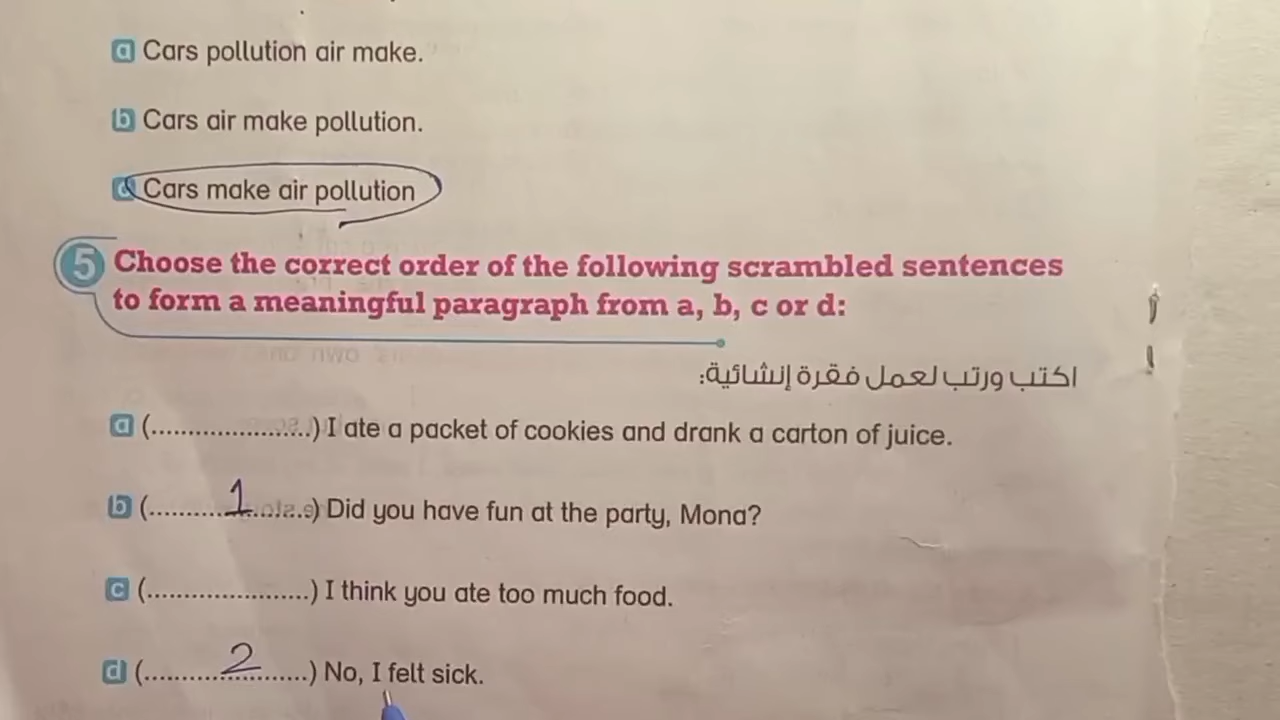 a Cars pollution air make.
b Cars air make pollution.
c Cars make air pollution
5 Choose the correct order of the following scrambled sentences
to form a meaningful paragraph from a, b, c or d:
اكتب ورتب لعمل فقرة إنشائية:
a (......................) I ate a packet of cookies and drank a carton of juice.
b (..........1..........) Did you have fun at the party, Mona?
c (......................) I think you ate too much food.
d (..........2..........) No, I felt sick.